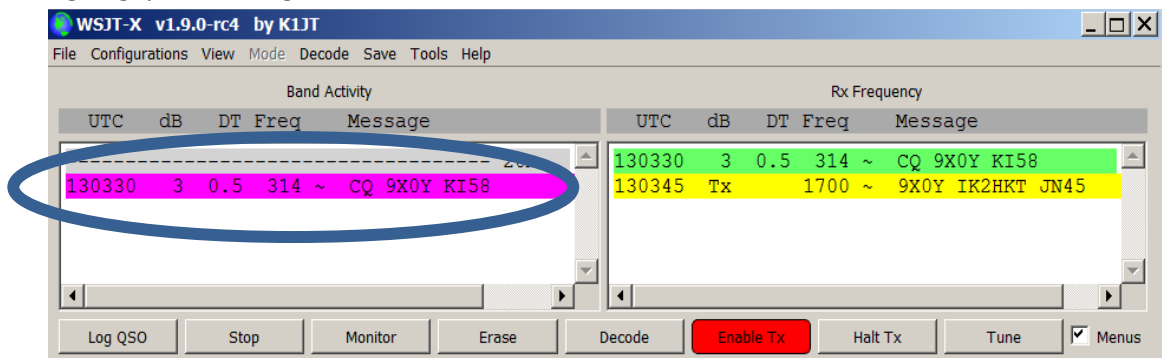 WSJT-X v1.9.0-rc4 by K1JT
File Configurations View Mode Decode Save Tools Help
Band Activity
UTC dB DT Freq Message
130330 3 0.5 314 ~ CQ 9X0Y KI58
Rx Frequency
UTC dB DT Freq Message
130330 3 0.5 314 ~ CQ 9X0Y KI58
130345 Tx 1700 ~ 9X0Y IK2HKT JN45
Log QSO Stop Monitor Erase Decode Enable Tx Halt Tx Tune Menus